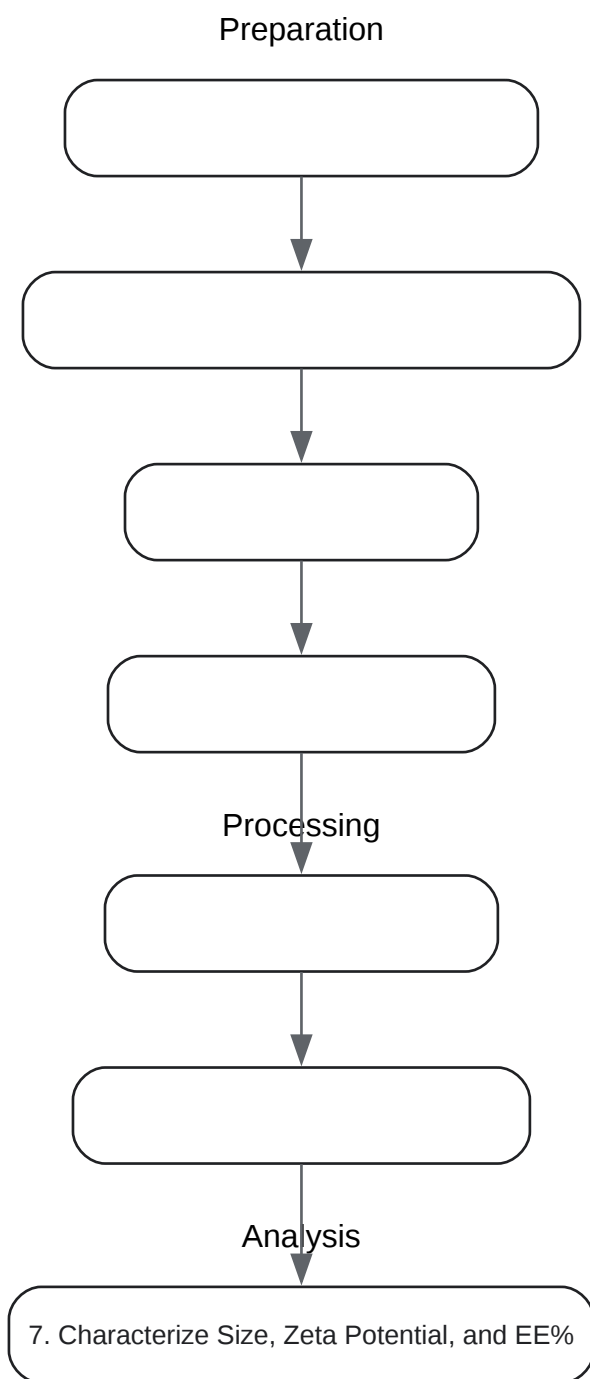 Preparation
Processing
Analysis
7. Characterize Size, Zeta Potential, and EE%